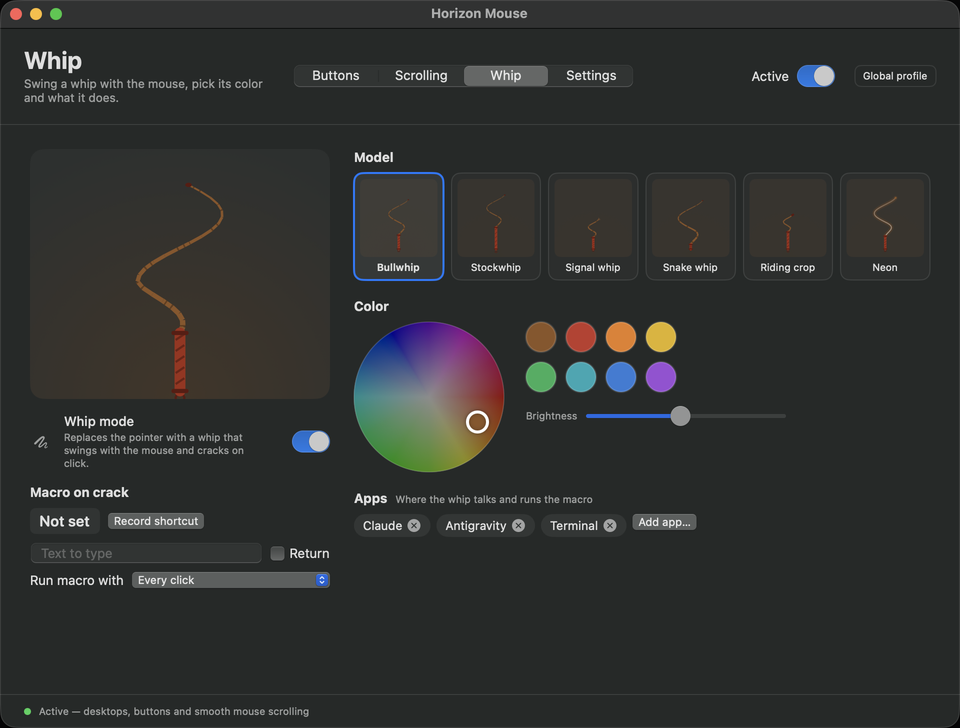 Horizon Mouse
Whip
Swing a whip with the mouse, pick its color
and what it does.
Buttons
Scrolling
Whip
Settings
Active
Global profile
Whip mode
Replaces the pointer with a whip that
swings with the mouse and cracks on
click.
Macro on crack
Not set
Record shortcut
Text to type
Return
Run macro with
Every click
Model
Bullwhip
Stockwhip
Signal whip
Snake whip
Riding crop
Neon
Color
Brightness
Apps
Where the whip talks and runs the macro
Claude
Antigravity
Terminal
Add app...
Active — desktops, buttons and smooth mouse scrolling